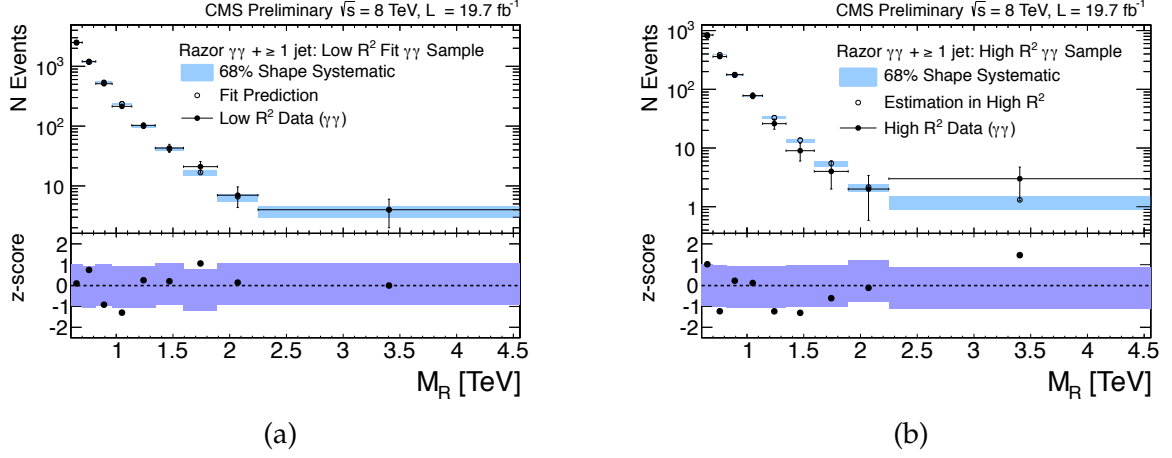 CMS Preliminary √s = 8 TeV, L = 19.7 fb⁻¹
N Events
10³
10²
10
Razor γγ + ≥ 1 jet: Low R² Fit γγ Sample
68% Shape Systematic
Fit Prediction
Low R² Data (γγ)
z-score
2
1
0
-1
-2
1 1.5 2 2.5 3 3.5 4 4.5
M_R [TeV]
(a)
CMS Preliminary √s = 8 TeV, L = 19.7 fb⁻¹
N Events
10³
10²
10
1
Razor γγ + ≥ 1 jet: High R² γγ Sample
68% Shape Systematic
Estimation in High R²
High R² Data (γγ)
z-score
2
1
0
-1
-2
1 1.5 2 2.5 3 3.5 4 4.5
M_R [TeV]
(b)